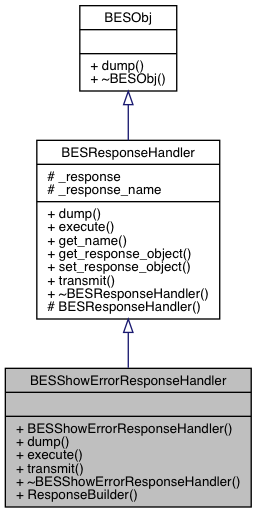 BESObj
+ dump()
+ ~BESObj()
BESResponseHandler
# _response
# _response_name
+ dump()
+ execute()
+ get_name()
+ get_response_object()
+ set_response_object()
+ transmit()
+ ~BESResponseHandler()
# BESResponseHandler()
BESShowErrorResponseHandler
+ BESShowErrorResponseHandler()
+ dump()
+ execute()
+ transmit()
+ ~BESShowErrorResponseHandler()
+ ResponseBuilder()